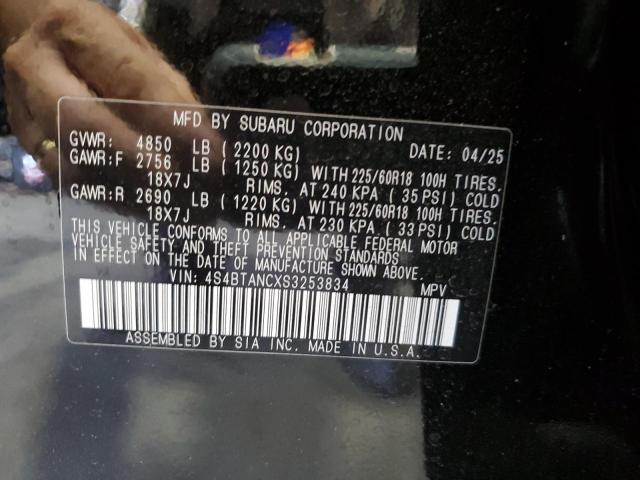 MFD BY SUBARU CORPORATION
GVWR: 4850 LB (2200 KG) DATE: 04/25
GAWR:F 2756 LB (1250 KG) WITH 225/60R18 100H TIRES.
18X7J RIMS. AT 240 KPA (35 PSI) COLD
GAWR:R 2690 LB (1220 KG) WITH 225/60R18 100H TIRES.
18X7J RIMS. AT 230 KPA (33 PSI) COLD
THIS VEHICLE CONFORMS TO ALL APPLICABLE FEDERAL MOTOR
VEHICLE SAFETY AND THEFT PREVENTION STANDARDS
IN EFFECT ON THE DATE OF MANUFACTURE SHOWN ABOVE.
VIN: 4S4BTANCXS3253834 MPV
ASSEMBLED BY SIA INC. MADE IN U.S.A.